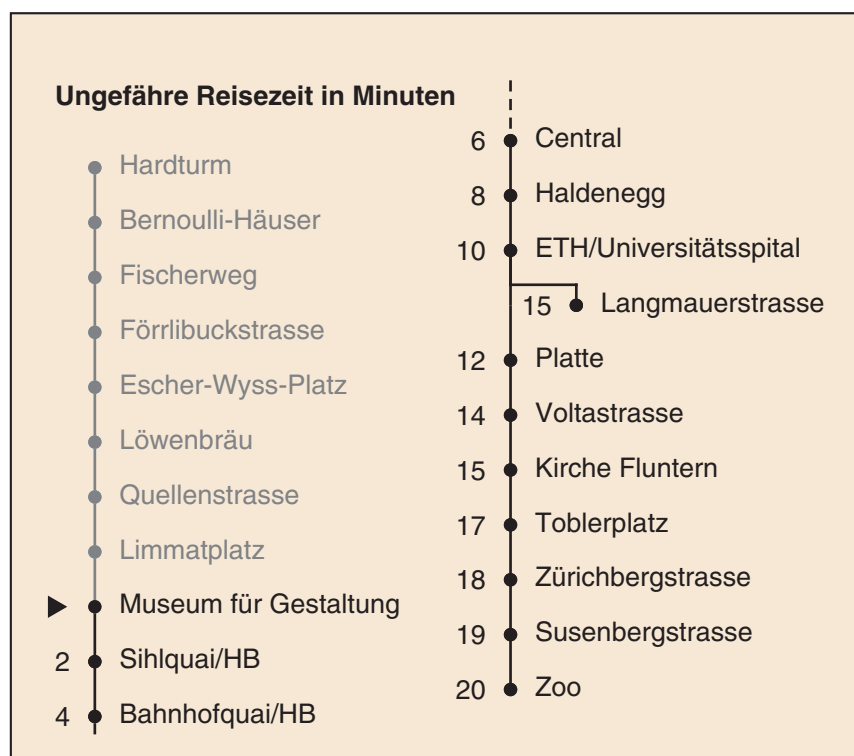 Ungefähre Reisezeit in Minuten
Hardturm
Bernoulli-Häuser
Fischerweg
Förrlibuckstrasse
Escher-Wyss-Platz
Löwenbräu
Quellenstrasse
Limmatplatz
Museum für Gestaltung
2 Sihlquai/HB
4 Bahnhofquai/HB
6 Central
8 Haldenegg
10 ETH/Universitätsspital
15 Langmauerstrasse
12 Platte
14 Voltastrasse
15 Kirche Fluntern
17 Toblerplatz
18 Zürichbergstrasse
19 Susenbergstrasse
20 Zoo